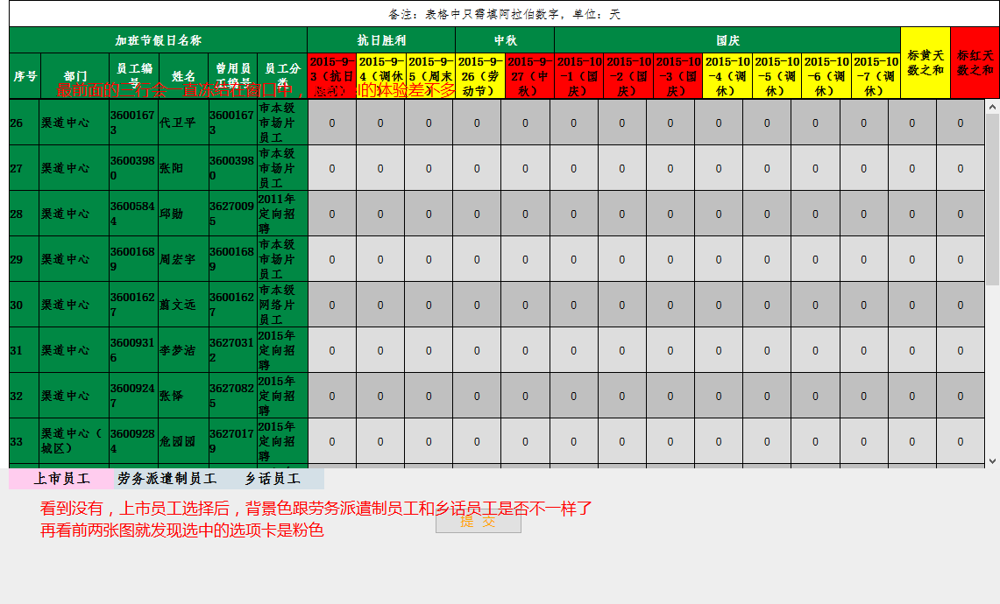 备注：表格中只需填阿拉伯数字，单位：天
加班节假日名称 抗日胜利 中秋 国庆 标黄天数之和 标红天数之和
序号 部门 员工编号 姓名 曾用员工编号 员工分类 2015-9-3（抗日胜利） 2015-9-4（调休） 2015-9-5（周末 2015-9-26（劳动节） 2015-9-27（中秋） 2015-10-1（国庆） 2015-10-2（国庆） 2015-10-3（国庆） 2015-10-4（调休） 2015-10-5（调休） 2015-10-6（调休） 2015-10-7（调休）
最前面的一行会一直冻结在窗口中， 的体验差不多
26 渠道中心 36001673 代卫平 36001673 市本级市场片员工 0 0 0 0 0 0 0 0 0 0 0 0 0 0
27 渠道中心 36003980 张阳 36003980 市本级市场片员工 0 0 0 0 0 0 0 0 0 0 0 0 0 0
28 渠道中心 36005844 邱勋 36270095 2011年定向招聘 0 0 0 0 0 0 0 0 0 0 0 0 0 0
29 渠道中心 36001689 周宏宇 36001689 市本级市场片员工 0 0 0 0 0 0 0 0 0 0 0 0 0 0
30 渠道中心 36001627 翦文远 36001627 市本级网络片员工 0 0 0 0 0 0 0 0 0 0 0 0 0 0
31 渠道中心 36009316 李梦洁 36270312 2015年定向招聘 0 0 0 0 0 0 0 0 0 0 0 0 0 0
32 渠道中心 36009247 张怿 36270825 2015年定向招聘 0 0 0 0 0 0 0 0 0 0 0 0 0 0
33 渠道中心（城区） 36009284 危园园 36270179 2015年定向招聘 0 0 0 0 0 0 0 0 0 0 0 0 0 0
上市员工 劳务派遣制员工 乡话员工
看到没有，上市员工选择后，背景色跟劳务派遣制员工和乡话员工是否不一样了
提 交
再看前两张图就发现选中的选项卡是粉色